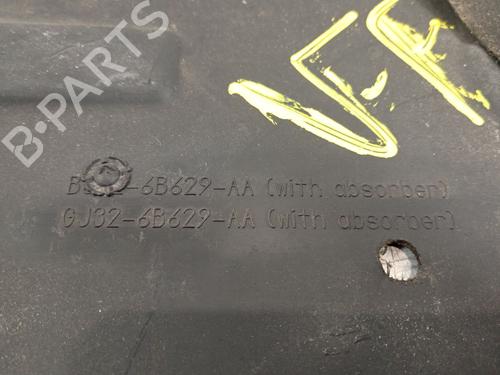 B-PARTS
-6B629-AA (with absorber)
GJ32-6B629-AA (with absorber)